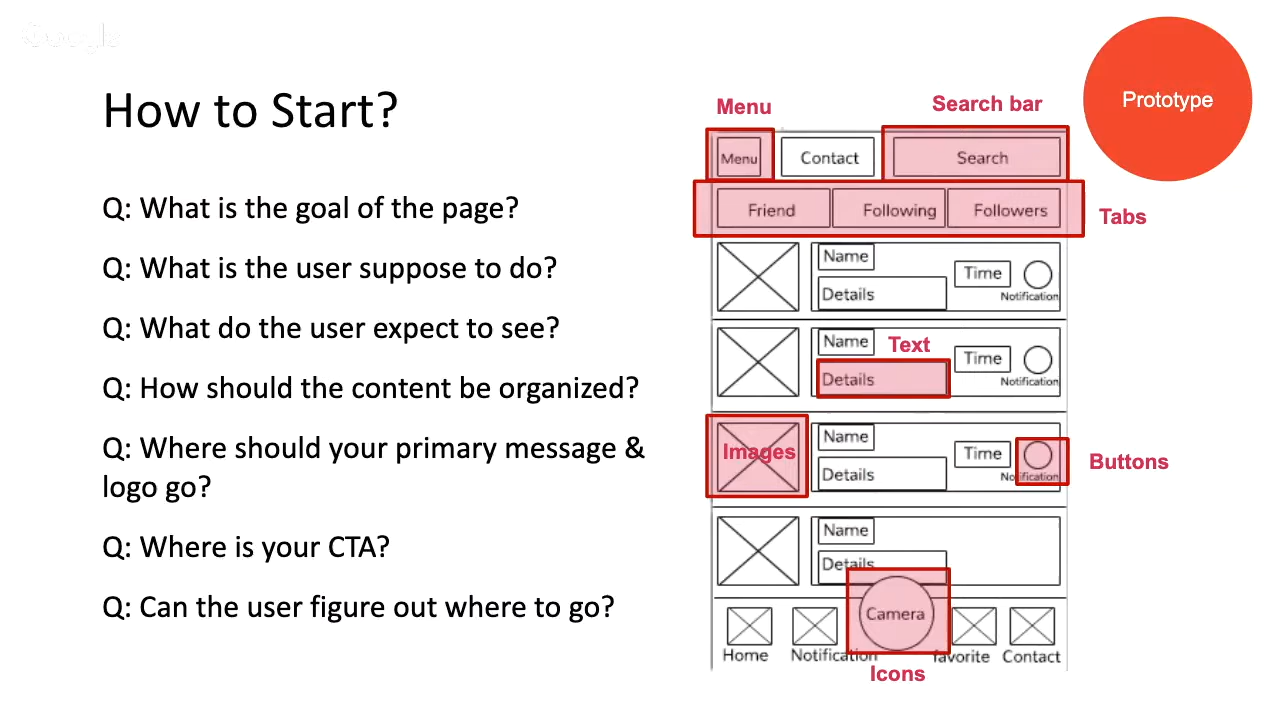 Google
How to Start?
Q: What is the goal of the page?
Q: What is the user suppose to do?
Q: What do the user expect to see?
Q: How should the content be organized?
Q: Where should your primary message &
logo go?
Q: Where is your CTA?
Q: Can the user figure out where to go?
Prototype
Menu
Search bar
Menu
Contact
Search
Friend
Following
Followers
Tabs
Name
Details
Time
Notification
Name
Text
Details
Time
Notification
Images
Name
Details
Time
Notification
Buttons
Name
Details
Camera
Home
Notification
favorite
Contact
Icons